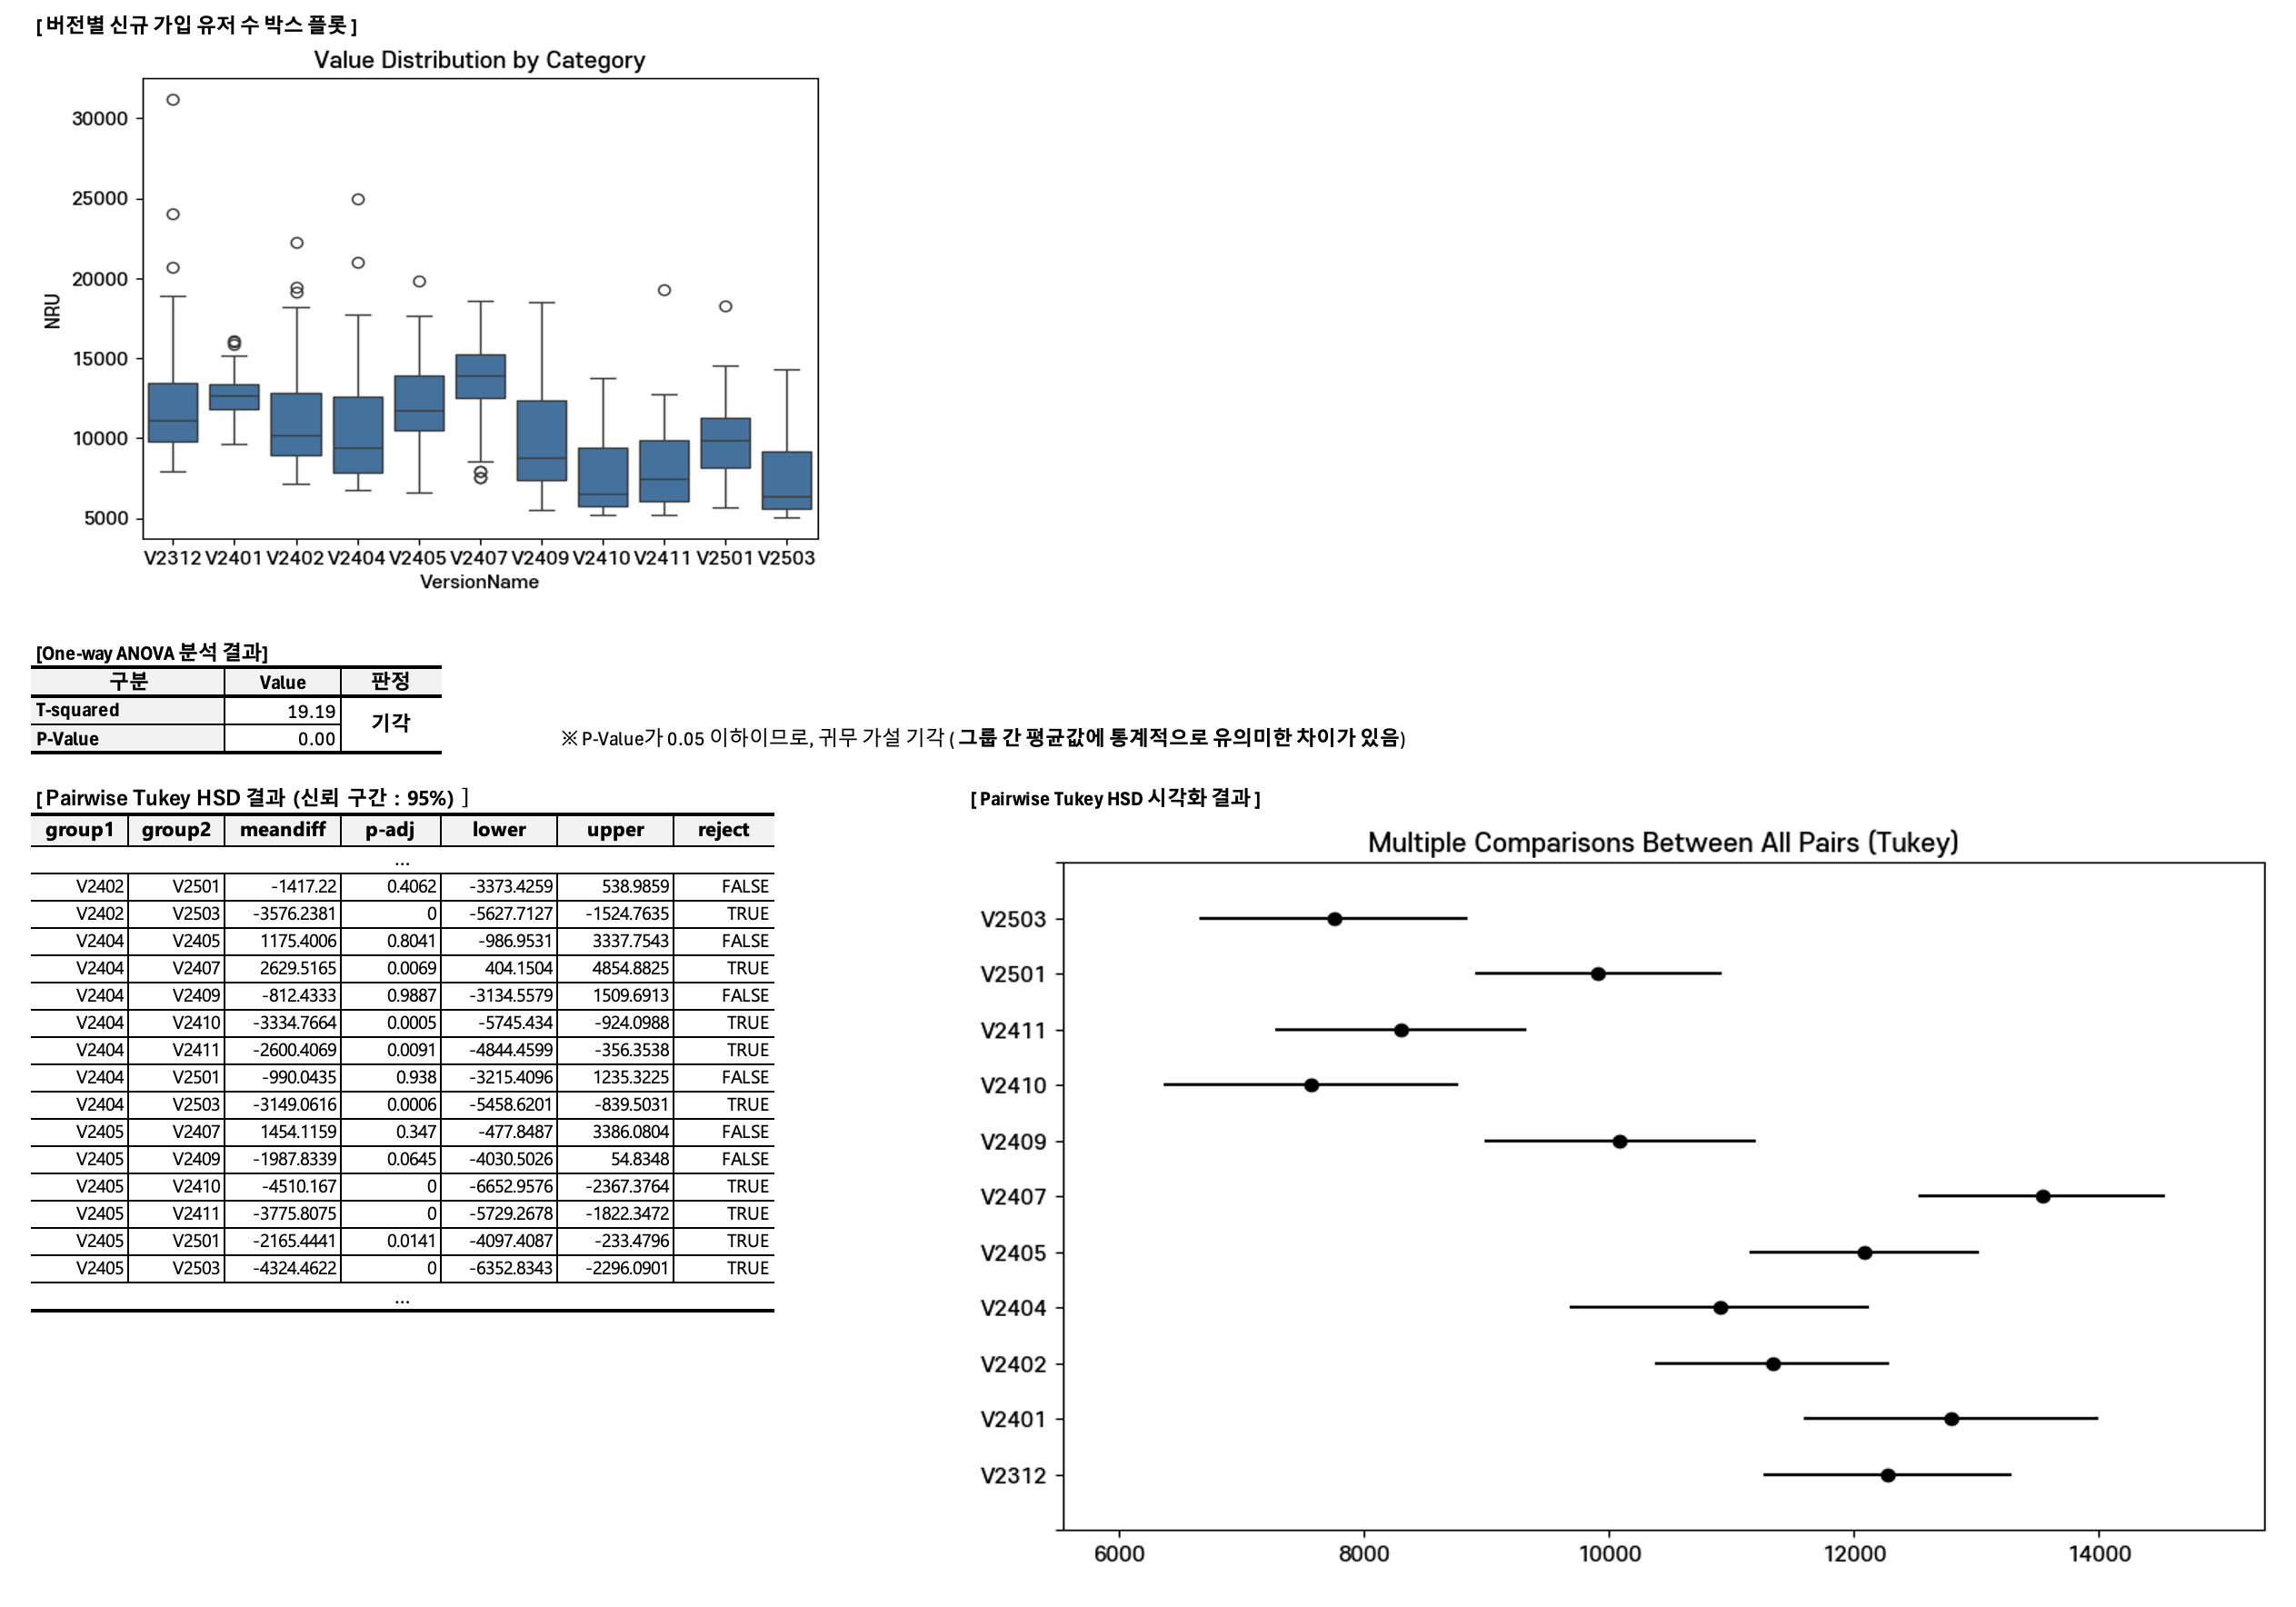 [ 버전별 신규 가입 유저 수 박스 플롯 ]
Value Distribution by Category
30000
25000
20000
15000
10000
5000
NRU
V2312 V2401 V2402 V2404 V2405 V2407 V2409 V2410 V2411 V2501 V2503
VersionName
[One-way ANOVA 분석 결과]
구분 Value 판정
T-squared 19.19 기각
P-Value 0.00
※ P-Value가 0.05 이하이므로, 귀무 가설 기각 ( 그룹 간 평균값에 통계적으로 유의미한 차이가 있음)
[ Pairwise Tukey HSD 결과 (신뢰 구간 : 95%) ]
group1 group2 meandiff p-adj lower upper reject
...
V2402 V2501 -1417.22 0.4062 -3373.4259 538.9859 FALSE
V2402 V2503 -3576.2381 0 -5627.7127 -1524.7635 TRUE
V2404 V2405 1175.4006 0.8041 -986.9531 3337.7543 FALSE
V2404 V2407 2629.5165 0.0069 404.1504 4854.8825 TRUE
V2404 V2409 -812.4333 0.9887 -3134.5579 1509.6913 FALSE
V2404 V2410 -3334.7664 0.0005 -5745.434 -924.0988 TRUE
V2404 V2411 -2600.4069 0.0091 -4844.4599 -356.3538 TRUE
V2404 V2501 -990.0435 0.938 -3215.4096 1235.3225 FALSE
V2404 V2503 -3149.0616 0.0006 -5458.6201 -839.5031 TRUE
V2405 V2407 1454.1159 0.347 -477.8487 3386.0804 FALSE
V2405 V2409 -1987.8339 0.0645 -4030.5026 54.8348 FALSE
V2405 V2410 -4510.167 0 -6652.9576 -2367.3764 TRUE
V2405 V2411 -3775.8075 0 -5729.2678 -1822.3472 TRUE
V2405 V2501 -2165.4441 0.0141 -4097.4087 -233.4796 TRUE
V2405 V2503 -4324.4622 0 -6352.8343 -2296.0901 TRUE
...
[ Pairwise Tukey HSD 시각화 결과 ]
Multiple Comparisons Between All Pairs (Tukey)
V2503
V2501
V2411
V2410
V2409
V2407
V2405
V2404
V2402
V2401
V2312
6000 8000 10000 12000 14000